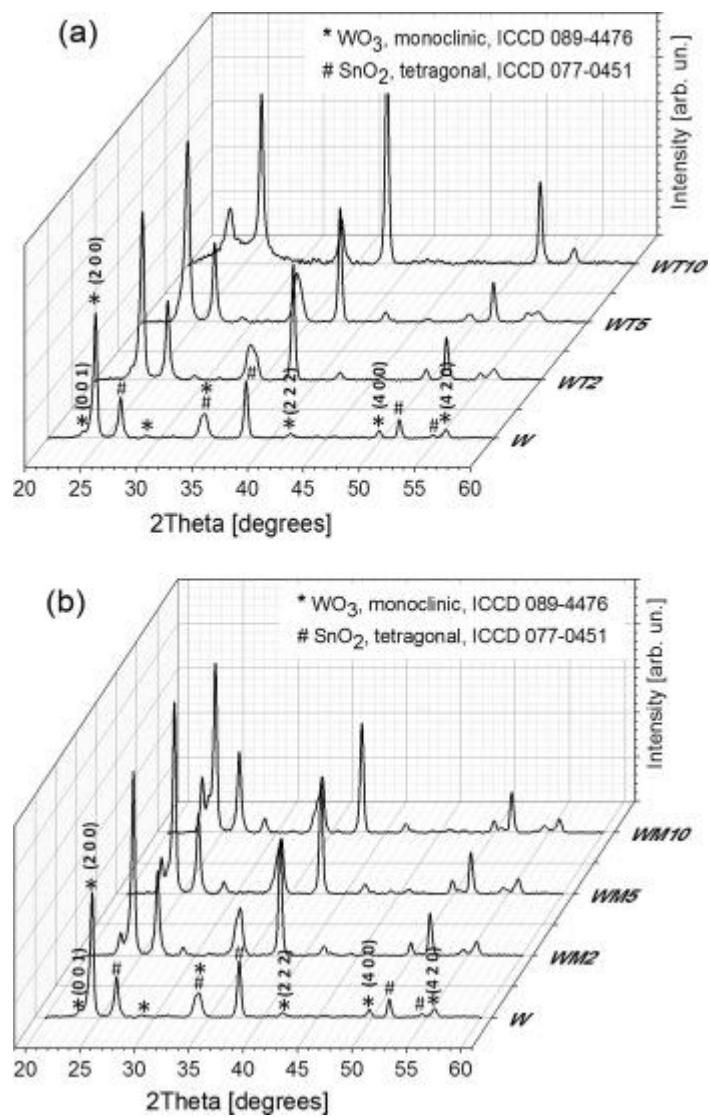 (a)
* WO₃, monoclinic, ICCD 089-4476
# SnO₂, tetragonal, ICCD 077-0451
Intensity [arb. un.]
WT10
WT5
WT2
W
* (0 0 1)
* (2 0 0)
#
*
*
#
#
* (2 2 2)
* (4 0 0)
#
#
* (4 2 0)
20 25 30 35 40 45 50 55 60
2Theta [degrees]
(b)
* WO₃, monoclinic, ICCD 089-4476
# SnO₂, tetragonal, ICCD 077-0451
Intensity [arb. un.]
WM10
WM5
WM2
W
* (0 0 1)
* (2 0 0)
#
*
# *
#
* (2 2 2)
* (4 0 0)
#
#
* (4 2 0)
20 25 30 35 40 45 50 55 60
2Theta [degrees]